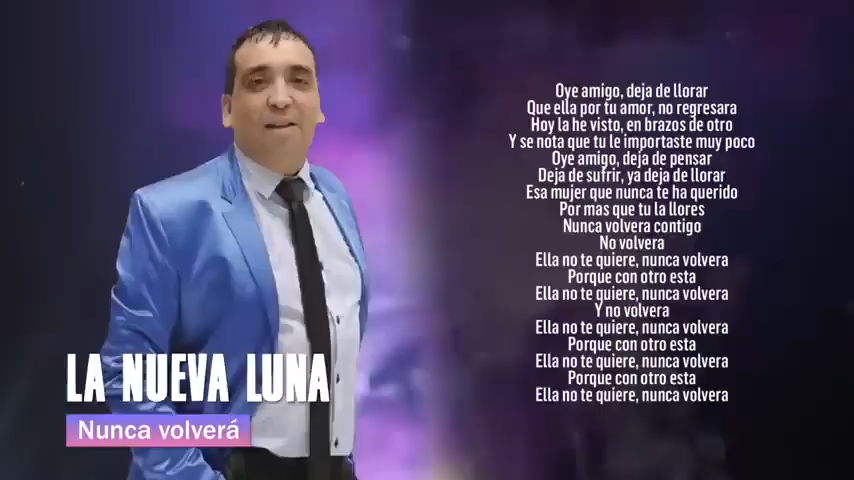 LA NUEVA LUNA
Nunca volverá
Oye amigo, deja de llorar
Que ella por tu amor, no regresara
Hoy la he visto, en brazos de otro
Y se nota que tu le importaste muy poco
Oye amigo, deja de pensar
Deja de sufrir, ya deja de llorar
Esa mujer que nunca te ha querido
Por mas que tu la llores
Nunca volvera contigo
No volvera
Ella no te quiere, nunca volvera
Porque con otro esta
Ella no te quiere, nunca volvera
Y no volvera
Ella no te quiere, nunca volvera
Porque con otro esta
Ella no te quiere, nunca volvera
Porque con otro esta
Ella no te quiere, nunca volvera